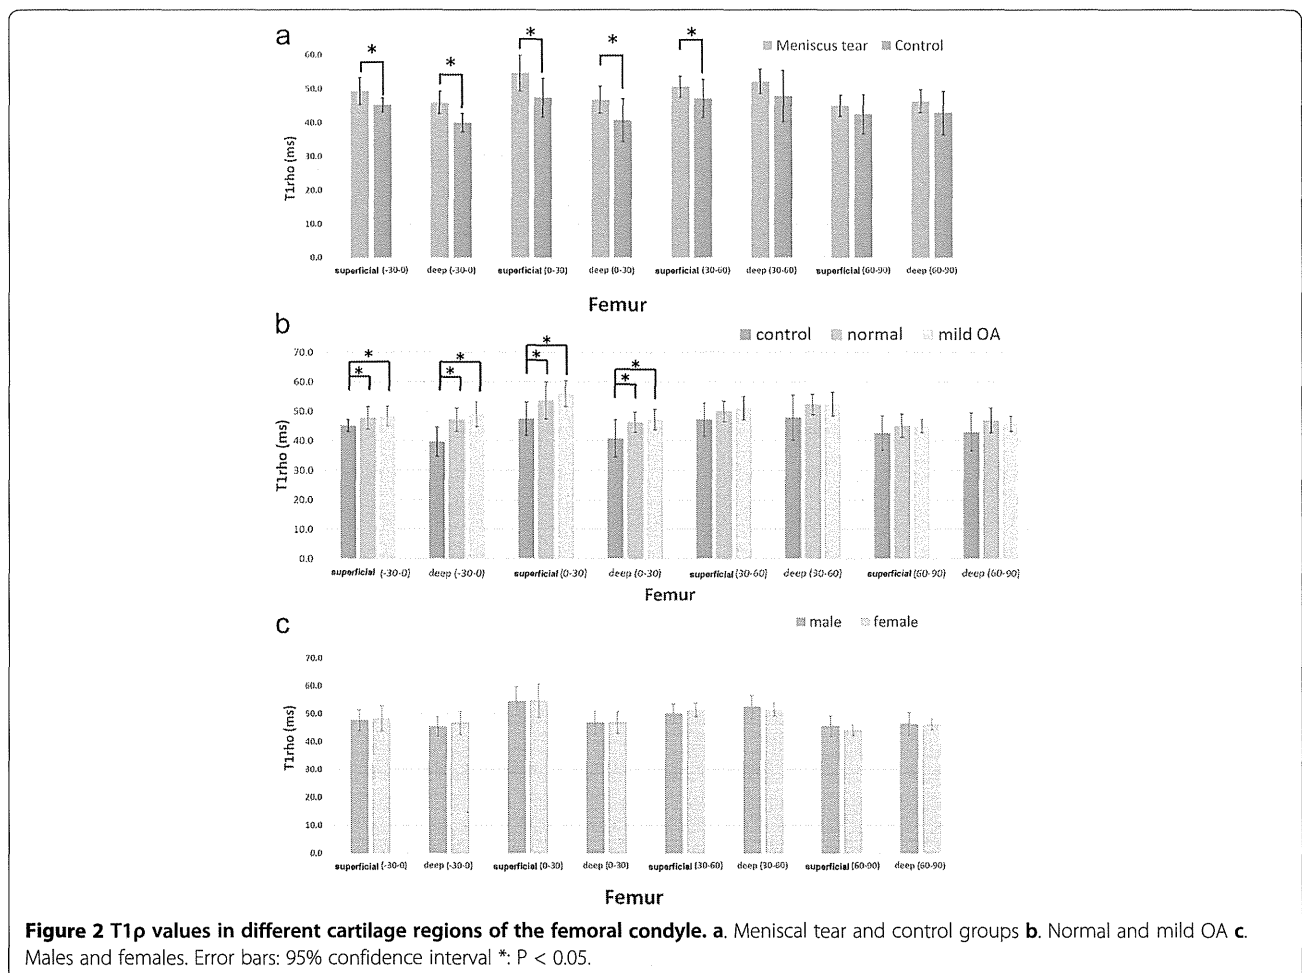 a
* * * * *
Meniscus tear Control
60.0
50.0
40.0
30.0
20.0
10.0
0.0
T1rho (ms)
superficial (-30-0) deep (-30-0) superficial (0-30) deep (0-30) superficial (30-60) deep (30-60) superficial (60-90) deep (60-90)
Femur
b
control normal mild OA
* * * *
* * * *
70.0
60.0
50.0
40.0
30.0
20.0
10.0
0.0
T1rho (ms)
superficial (-30-0) deep (-30-0) superficial (0-30) deep (0-30) superficial (30-60) deep (30-60) superficial (60-90) deep (60-90)
Femur
c
male female
70.0
60.0
50.0
40.0
30.0
20.0
10.0
0.0
T1rho (ms)
superficial (-30-0) deep (-30-0) superficial (0-30) deep (0-30) superficial (30-60) deep (30-60) superficial (60-90) deep (60-90)
Femur
Figure 2 T1ρ values in different cartilage regions of the femoral condyle. a. Meniscal tear and control groups b. Normal and mild OA c.
Males and females. Error bars: 95% confidence interval *: P < 0.05.